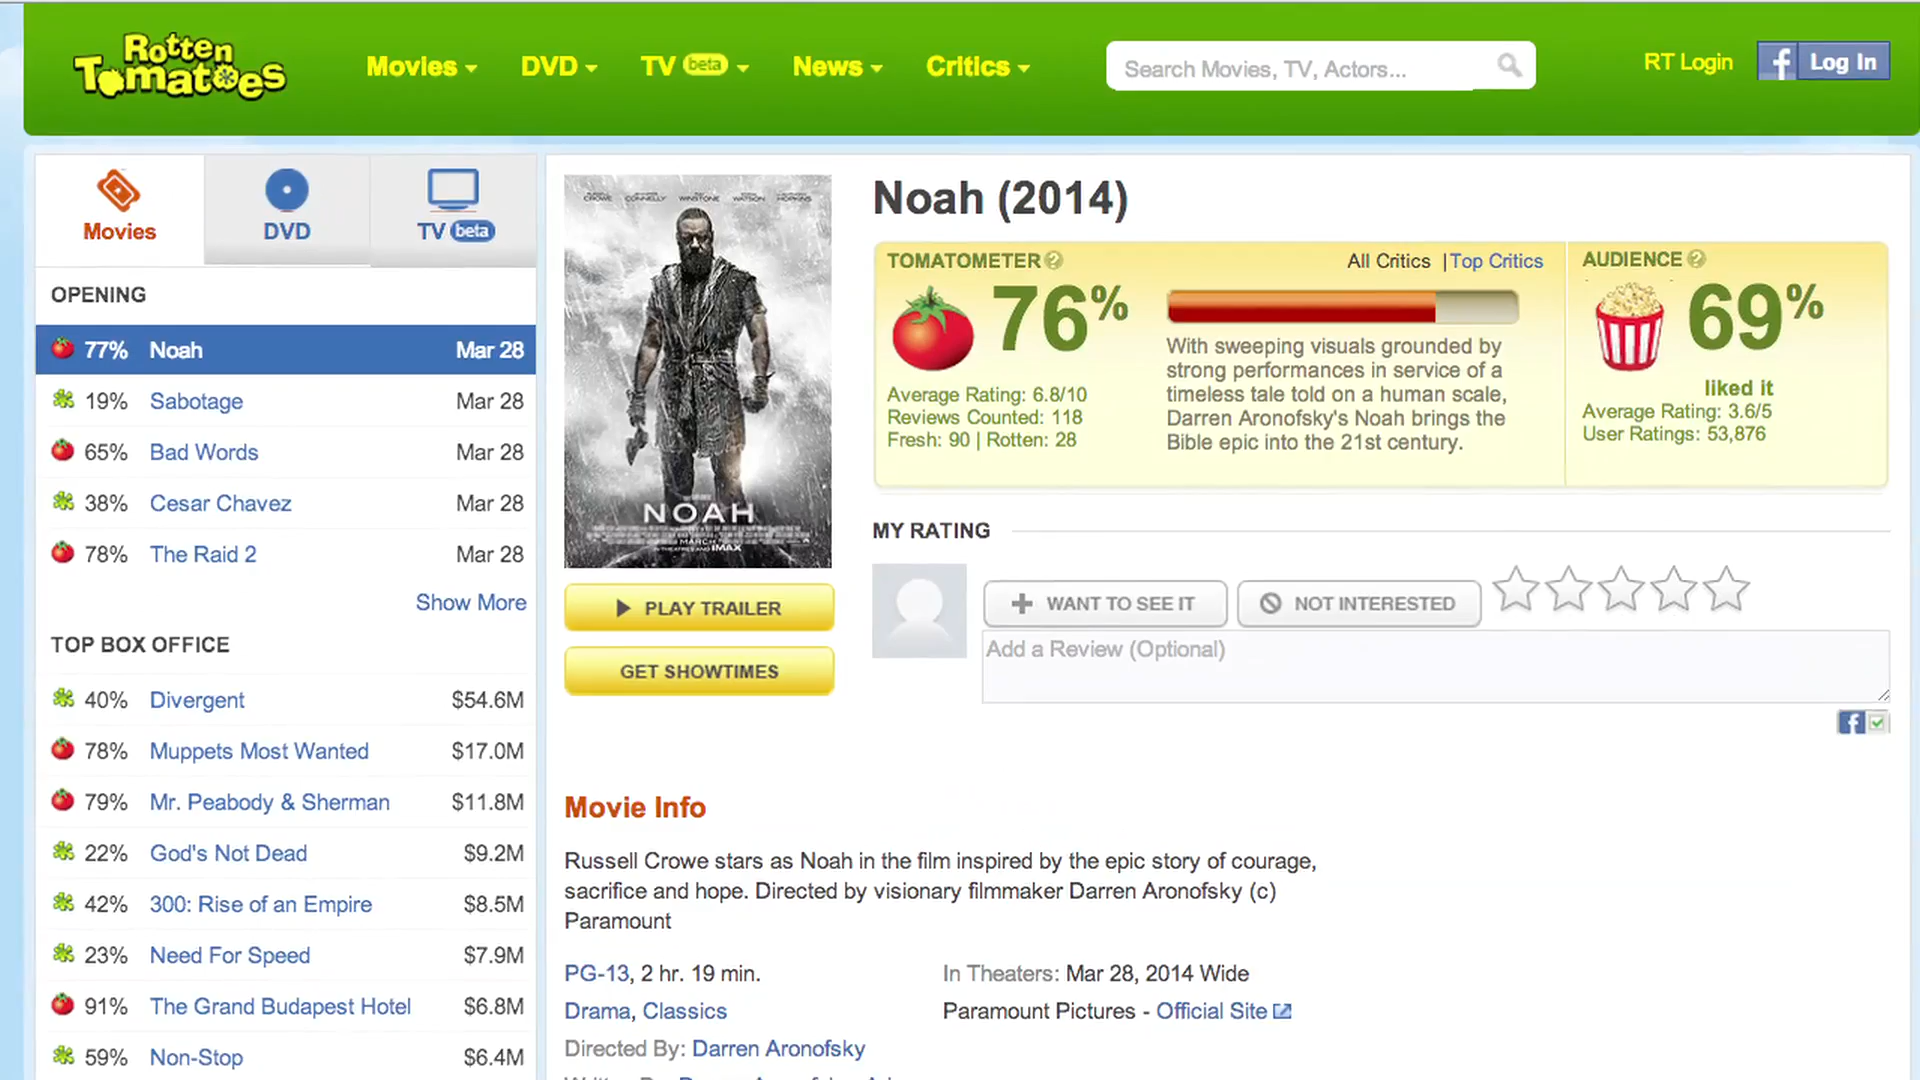 Rotten Tomatoes
Movies DVD TV beta News Critics
Search Movies, TV, Actors...
RT Login
f Log In
Movies
DVD
TV beta
OPENING
77% Noah Mar 28
19% Sabotage Mar 28
65% Bad Words Mar 28
38% Cesar Chavez Mar 28
78% The Raid 2 Mar 28
Show More
TOP BOX OFFICE
40% Divergent $54.6M
78% Muppets Most Wanted $17.0M
79% Mr. Peabody & Sherman $11.8M
22% God's Not Dead $9.2M
42% 300: Rise of an Empire $8.5M
23% Need For Speed $7.9M
91% The Grand Budapest Hotel $6.8M
59% Non-Stop $6.4M
CROWE CONNELLY WINSTONE WATSON HOPKINS
NOAH
MARCH
IN THEATRES AND IMAX
PLAY TRAILER
GET SHOWTIMES
Noah (2014)
TOMATOMETER ?
All Critics | Top Critics
76%
Average Rating: 6.8/10
Reviews Counted: 118
Fresh: 90 | Rotten: 28
With sweeping visuals grounded by
strong performances in service of a
timeless tale told on a human scale,
Darren Aronofsky's Noah brings the
Bible epic into the 21st century.
AUDIENCE ?
69%
liked it
Average Rating: 3.6/5
User Ratings: 53,876
MY RATING
+ WANT TO SEE IT
NOT INTERESTED
Add a Review (Optional)
f
Movie Info
Russell Crowe stars as Noah in the film inspired by the epic story of courage,
sacrifice and hope. Directed by visionary filmmaker Darren Aronofsky (c)
Paramount
PG-13, 2 hr. 19 min.
Drama, Classics
Directed By: Darren Aronofsky
In Theaters: Mar 28, 2014 Wide
Paramount Pictures - Official Site